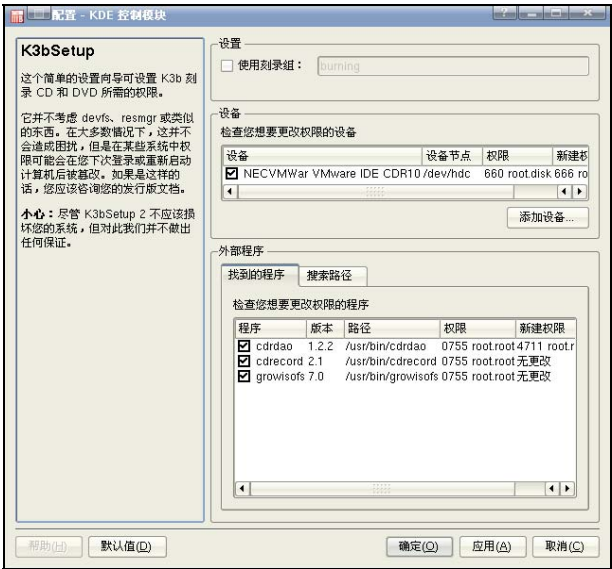 配置 - KDE 控制模块
K3bSetup
这个简单的设置向导可设置 K3b 刻
录 CD 和 DVD 所需的权限。
它并不考虑 devfs、resmgr 或类似
的东西。在大多数情况下，这并不
会造成困扰，但是在某些系统中权
限可能会在您下次登录或重新启动
计算机后被篡改。如果是这样的
话，您应该咨询您的发行版文档。
小心：尽管 K3bSetup 2 不应该损
坏您的系统，但对此我们并不做出
任何保证。
设置
使用刻录组： burning
设备
检查您想要更改权限的设备
设备 设备节点 权限 新建权
NECVMWar VMware IDE CDR10 /dev/hdc 660 root.disk 666 ro
添加设备...
外部程序
找到的程序 搜索路径
检查您想要更改权限的程序
程序 版本 路径 权限 新建权限
cdrdao 1.2.2 /usr/bin/cdrdao 0755 root.root 4711 root.r
cdrecord 2.1 /usr/bin/cdrecord 0755 root.root 无更改
growisofs 7.0 /usr/bin/growisofs 0755 root.root 无更改
帮助(H) 默认值(D) 确定(O) 应用(A) 取消(C)